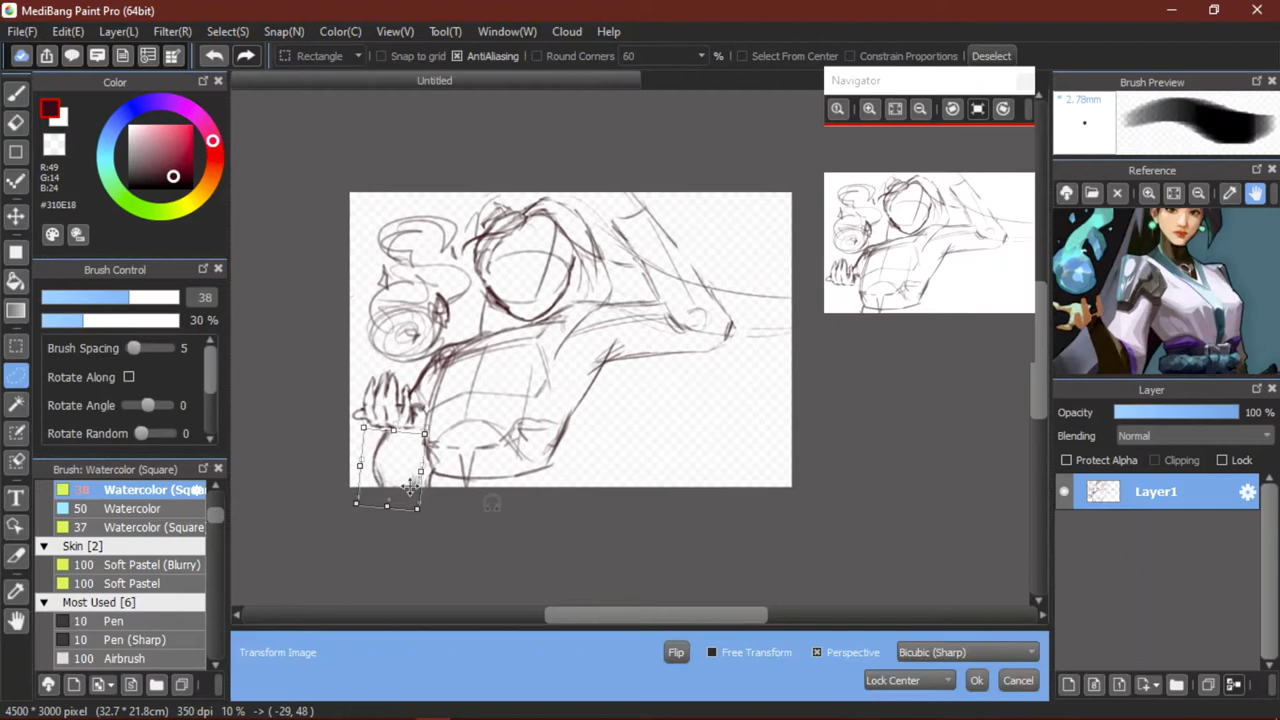 MediBang Paint Pro (64bit)
File(F) Edit(E) Layer(L) Filter(R) Select(S) Snap(N) Color(C) View(V) Tool(T) Window(W) Cloud Help
Rectangle Snap to grid AntiAliasing Round Corners 60 % Select From Center Constrain Proportions Deselect
Untitled
Color
R:49
G:14
B:24
#310E18
Brush Control
38
30 %
Brush Spacing 5
Rotate Along
Rotate Angle 0
Rotate Random 0
Brush: Watercolor (Square)
38 Watercolor (Squ
50 Watercolor
37 Watercolor (Square)
Skin [2]
100 Soft Pastel (Blurry)
100 Soft Pastel
Most Used [6]
10 Pen
10 Pen (Sharp)
100 Airbrush
Navigator
Brush Preview
* 2.78mm
Reference
Layer
Opacity 100 %
Blending Normal
Protect Alpha Clipping Lock
Layer1
Transform Image Flip Free Transform Perspective Bicubic (Sharp)
Lock Center Ok Cancel
4500 * 3000 pixel (32.7 * 21.8cm) 350 dpi 10 % -> ( -29, 48 )